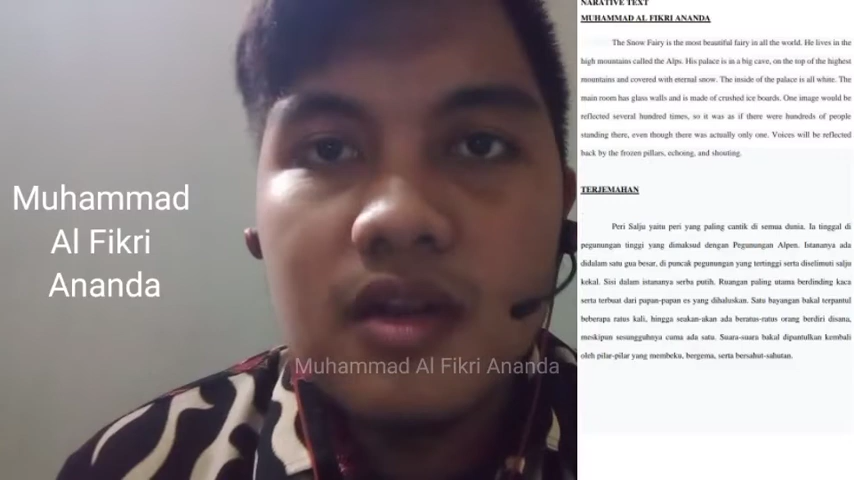 Muhammad
Al Fikri
Ananda
Muhammad Al Fikri Ananda
NARATIVE TEXT
MUHAMMAD AL FIKRI ANANDA
The Snow Fairy is the most beautiful fairy in all the world. He lives in the
high mountains called the Alps. His palace is in a big cave, on the top of the highest
mountains and covered with eternal snow. The inside of the palace is all white. The
main room has glass walls and is made of crushed ice boards. One image would be
reflected several hundred times, so it was as if there were hundreds of people
standing there, even though there was actually only one. Voices will be reflected
back by the frozen pillars, echoing, and shouting.
TERJEMAHAN
Peri Salju yaitu peri yang paling cantik di semua dunia. Ia tinggal di
pegunungan tinggi yang dimaksud dengan Pegunungan Alpen. Istananya ada
didalam satu gua besar, di puncak pegunungan yang tertinggi serta diselimuti salju
kekal. Sisi dalam istananya serba putih. Ruangan paling utama berdinding kaca
serta terbuat dari papan-papan es yang dihaluskan. Satu bayangan bakal terpantul
beberapa ratus kali, hingga seakan-akan ada beratus-ratus orang berdiri disana,
meskipun sesungguhnya cuma ada satu. Suara-suara bakal dipantulkan kembali
oleh pilar-pilar yang membeku, bergema, serta bersahut-sahutan.